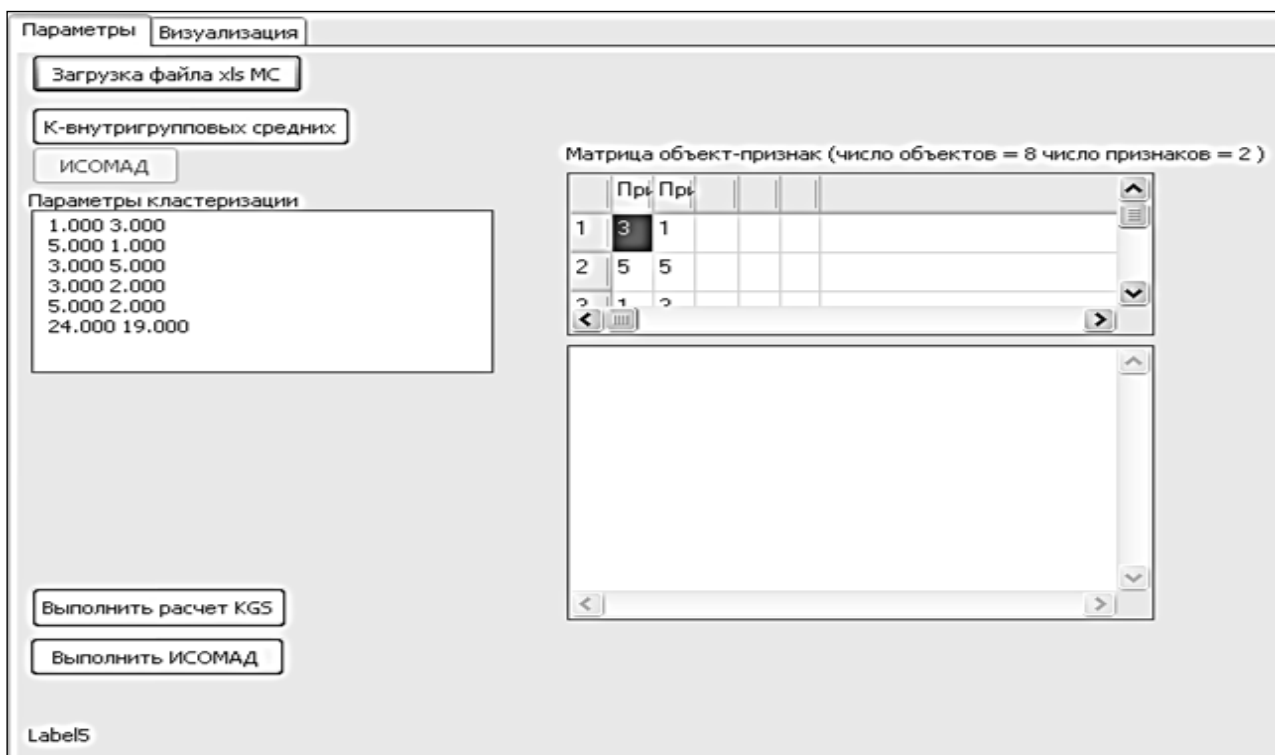 Параметры Визуализация
Загрузка файла xls МС
К-внутригрупповых средних
ИСОМАД
Параметры кластеризации
1.000 3.000
5.000 1.000
3.000 5.000
3.000 2.000
5.000 2.000
24.000 19.000
Матрица объект-признак (число объектов = 8 число признаков = 2 )
При При
1 3 1
2 5 5
Выполнить расчет KGS
Выполнить ИСОМАД
Label5